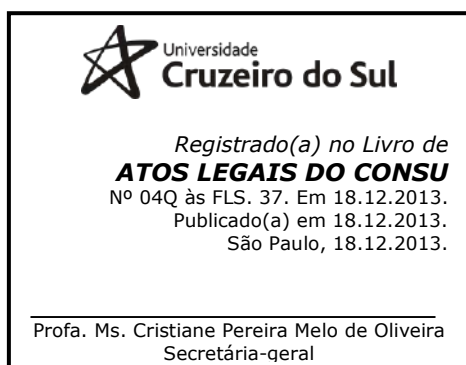 Universidade
Cruzeiro do Sul
Registrado(a) no Livro de
ATOS LEGAIS DO CONSU
Nº 04Q às FLS. 37. Em 18.12.2013.
Publicado(a) em 18.12.2013.
São Paulo, 18.12.2013.
Profa. Ms. Cristiane Pereira Melo de Oliveira
Secretária-geral